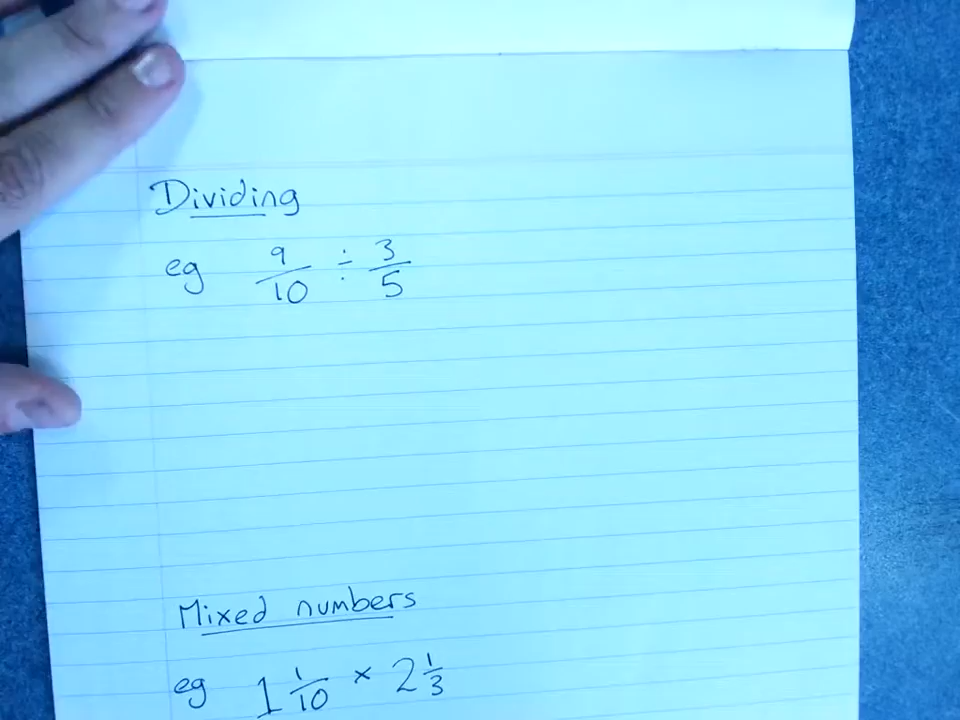 Dividing
eg 9/10 ÷ 3/5
Mixed numbers
eg 1 1/10 × 2 1/3